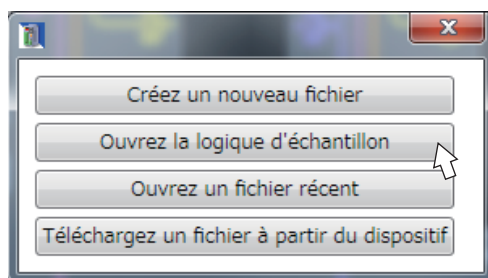 Créez un nouveau fichier
Ouvrez la logique d'échantillon
Ouvrez un fichier récent
Téléchargez un fichier à partir du dispositif